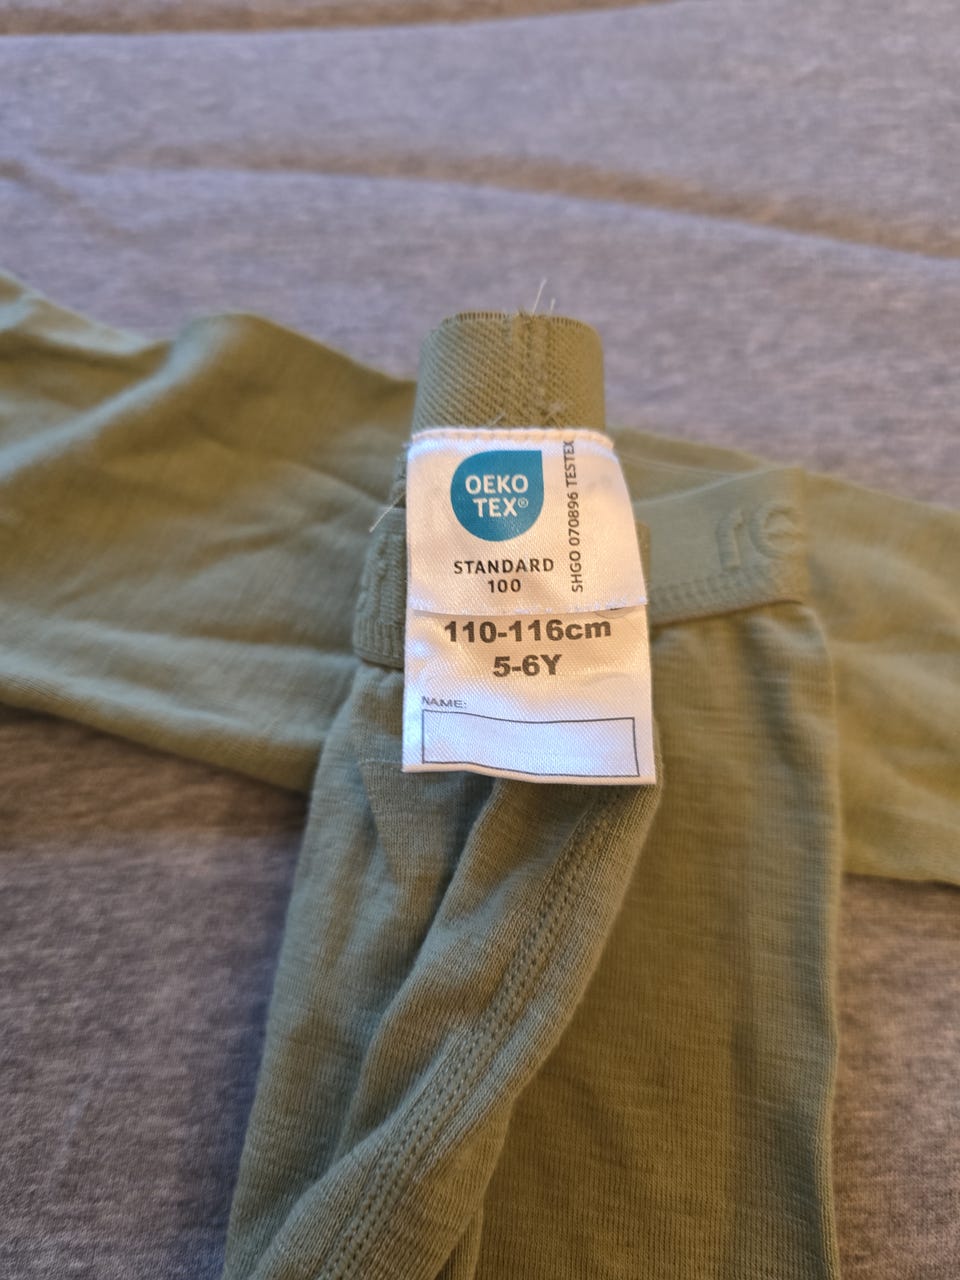 OEKO
TEX®
STANDARD
100
SHGO 070896 TESTEX
110-116cm
5-6Y
NAME: